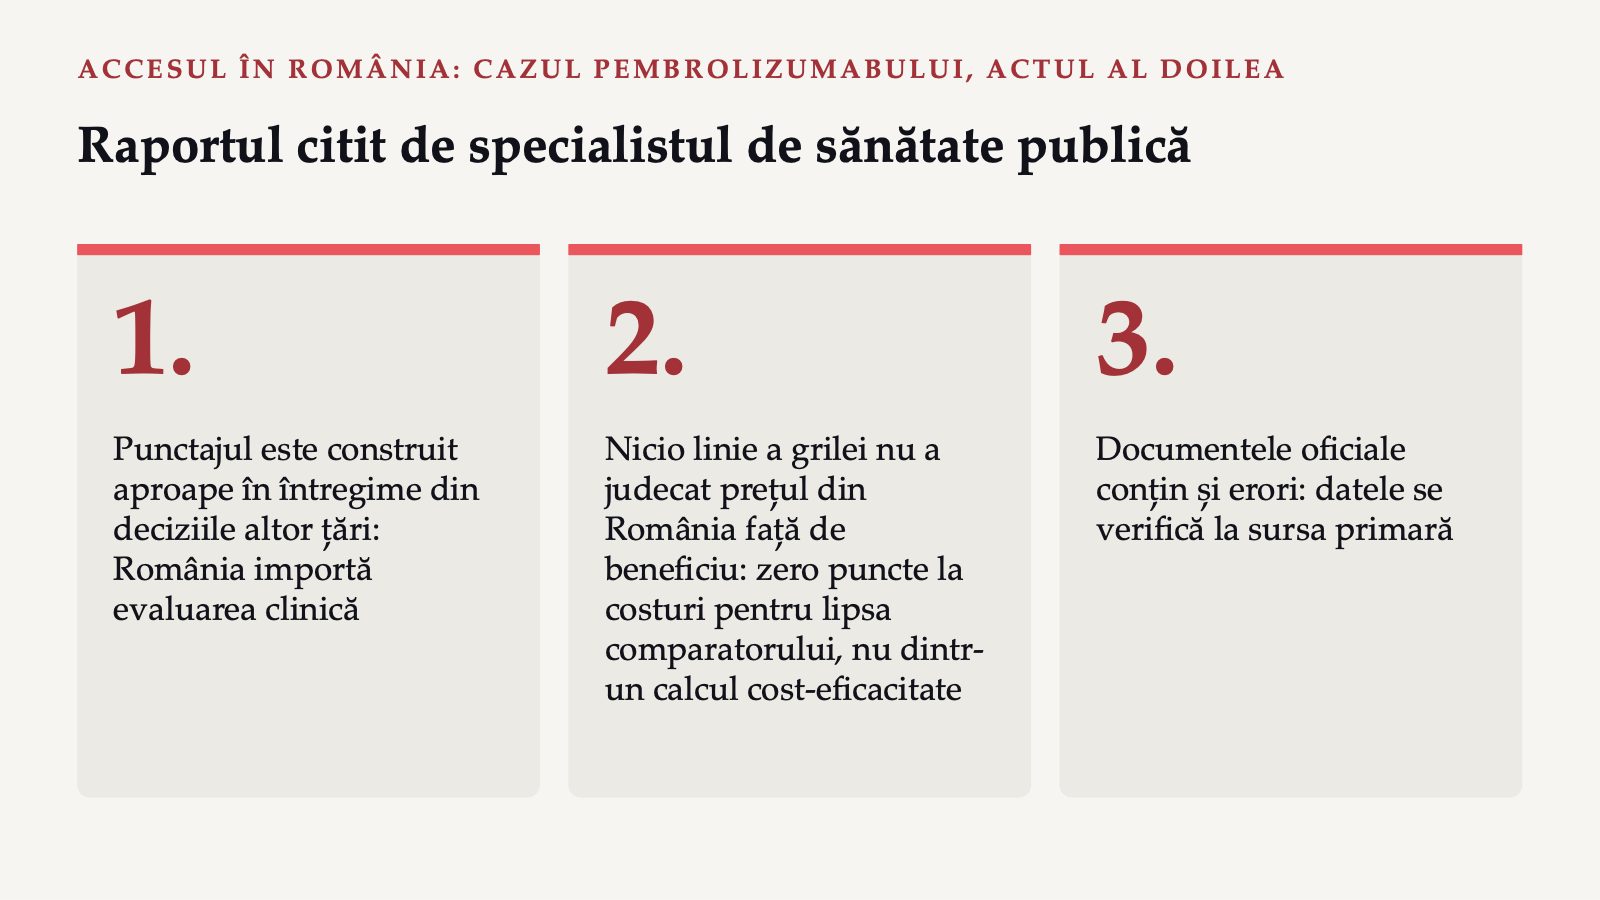 ACCESUL ÎN ROMÂNIA: CAZUL PEMBROLIZUMABULUI, ACTUL AL DOILEA
Raportul citit de specialistul de sănătate publică
1.
Punctajul este construit
aproape în întregime din
deciziile altor țări:
România importă
evaluarea clinică
2.
Nicio linie a grilei nu a
judecat prețul din
România față de
beneficiu: zero puncte la
costuri pentru lipsa
comparatorului, nu dintr-
un calcul cost-eficacitate
3.
Documentele oficiale
conțin și erori: datele se
verifică la sursa primară